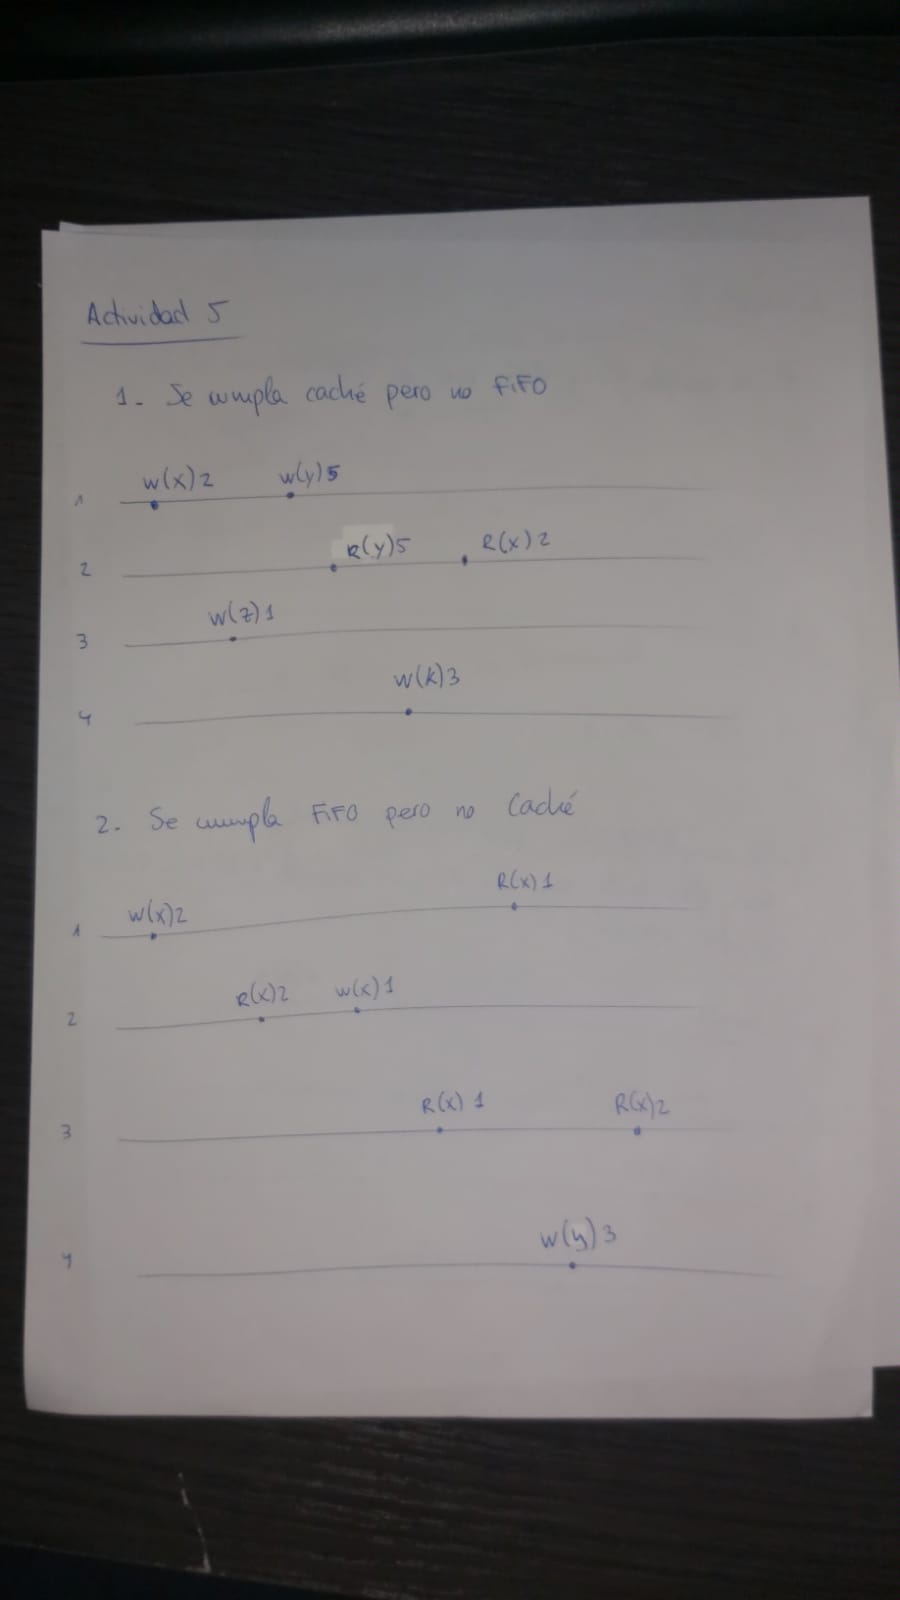 Actividad 5
1- Se cumpla caché pero no FiFO
w(x)2 w(y)5
1
R(y)5 R(x)2
2
w(z)1
3
w(k)3
4
2. Se cumpla FiFO pero no Caché
R(x)1
w(x)2
1
R(x)2 w(x)1
2
R(x)1 R(x)2
3
w(y)3
4